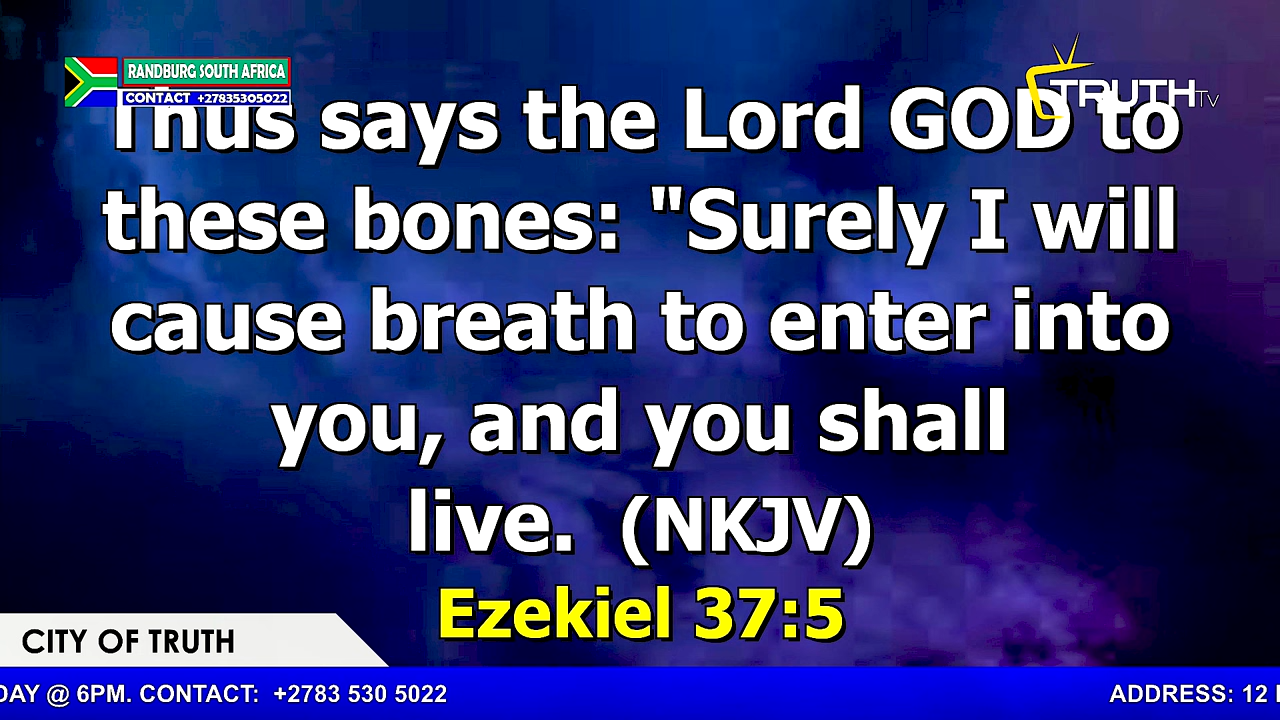 RANDBURG SOUTH AFRICA
CONTACT +27835305022
TRUTH TV
Thus says the Lord GOD to
these bones: "Surely I will
cause breath to enter into
you, and you shall
live. (NKJV)
Ezekiel 37:5
CITY OF TRUTH
DAY @ 6PM. CONTACT: +2783 530 5022
ADDRESS: 12